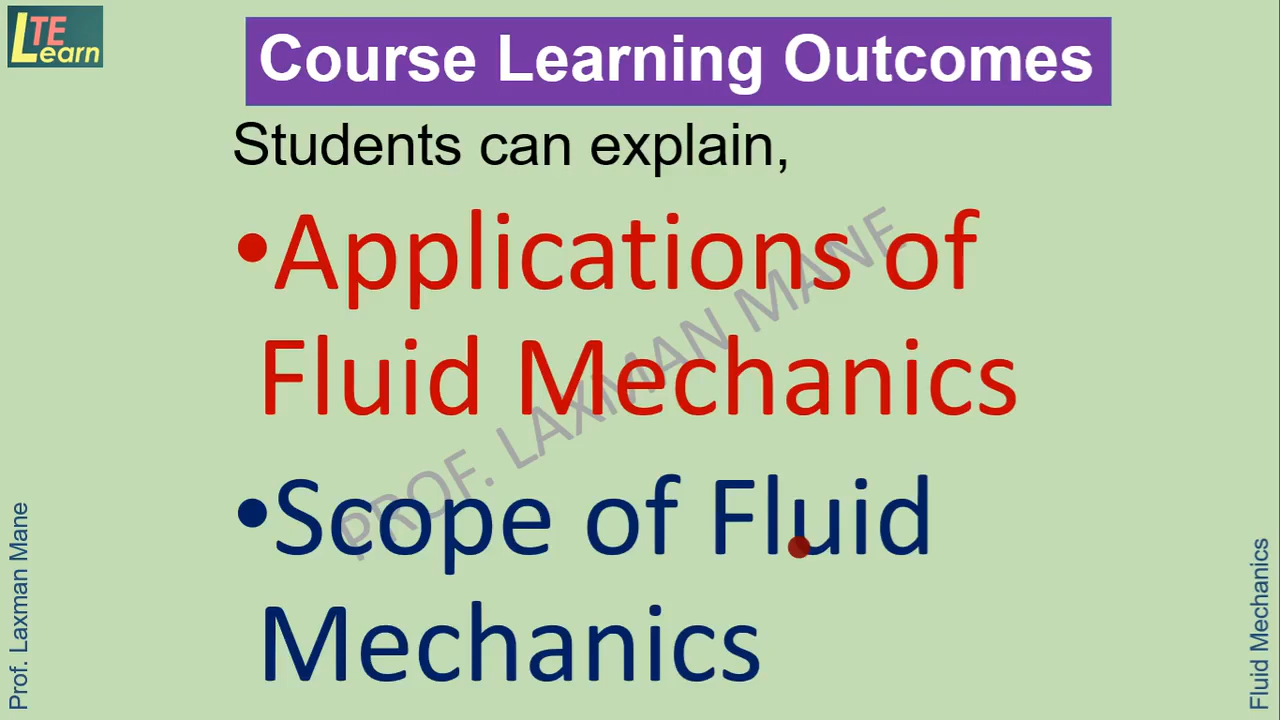 LTE
Learn
Course Learning Outcomes
Students can explain,
•Applications of
Fluid Mechanics
•Scope of Fluid
Mechanics
PROF. LAXMAN MANE
Prof. Laxman Mane
Fluid Mechanics